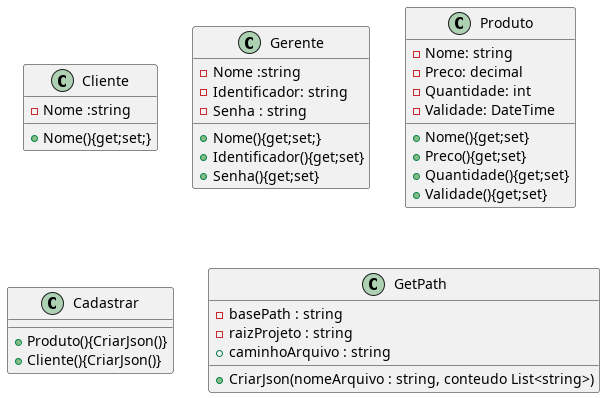 C Cliente
Nome :string
Nome(){get;set;}
C Gerente
Nome :string
Identificador: string
Senha : string
Nome(){get;set;}
Identificador(){get;set}
Senha(){get;set}
C Produto
Nome: string
Preco: decimal
Quantidade: int
Validade: DateTime
Nome(){get;set}
Preco(){get;set}
Quantidade(){get;set}
Validade(){get;set}
C Cadastrar
Produto(){CriarJson()}
Cliente(){CriarJson()}
C GetPath
basePath : string
raizProjeto : string
caminhoArquivo : string
CriarJson(nomeArquivo : string, conteudo List<string>)